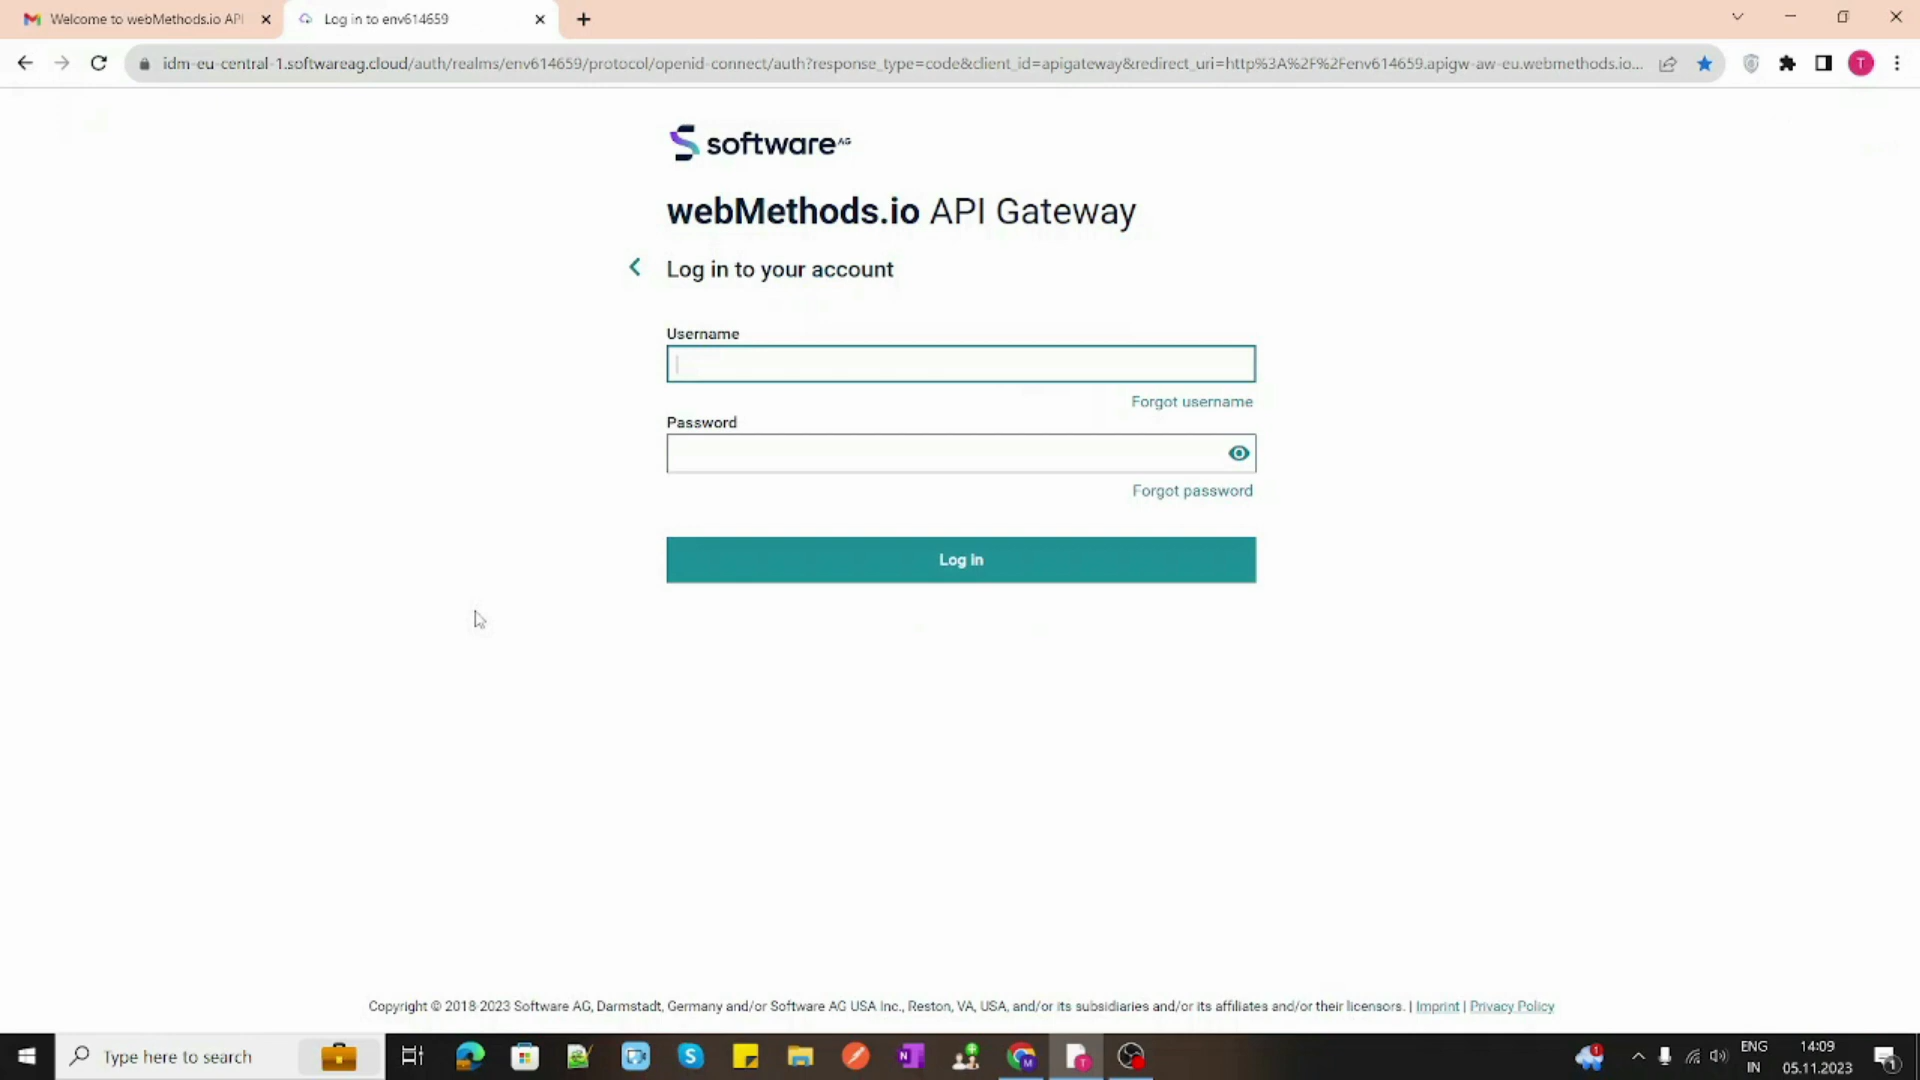 Welcome to webMethods.io API
Log in to env614659
idm-eu-central-1.softwareag.cloud/auth/realms/env614659/protocol/openid-connect/auth?response_type=code&client_id=apigateway&redirect_uri=http%3A%2F%2Fenv614659.apigw-aw-eu.webmethods.io...
T
software AG
webMethods.io API Gateway
Log in to your account
Username
Forgot username
Password
Forgot password
Log in
Copyright © 2018-2023 Software AG, Darmstadt, Germany and/or Software AG USA Inc., Reston, VA, USA, and/or its subsidiaries and/or its affiliates and/or their licensors. | Imprint | Privacy Policy
Type here to search
ENG
IN
14:09
05.11.2023